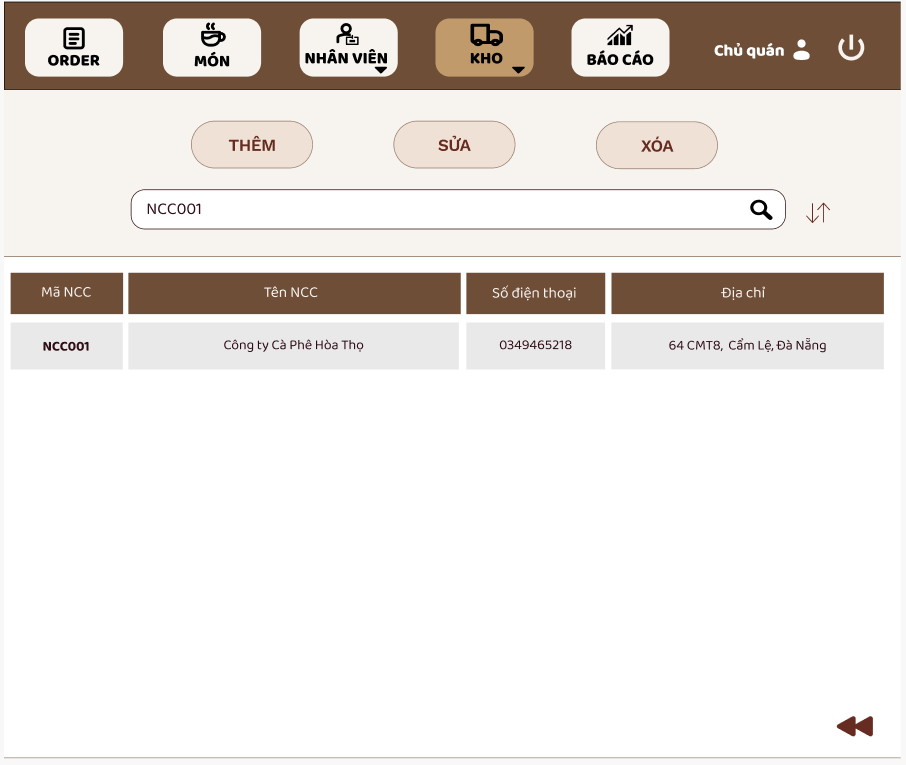 ORDER
MÓN
NHÂN VIÊN
KHO
BÁO CÁO
Chủ quán
THÊM
SỬA
XÓA
NCC001
Mã NCC
Tên NCC
Số điện thoại
Địa chỉ
NCC001
Công ty Cà Phê Hòa Thọ
0349465218
64 CMT8, Cẩm Lệ, Đà Nẵng